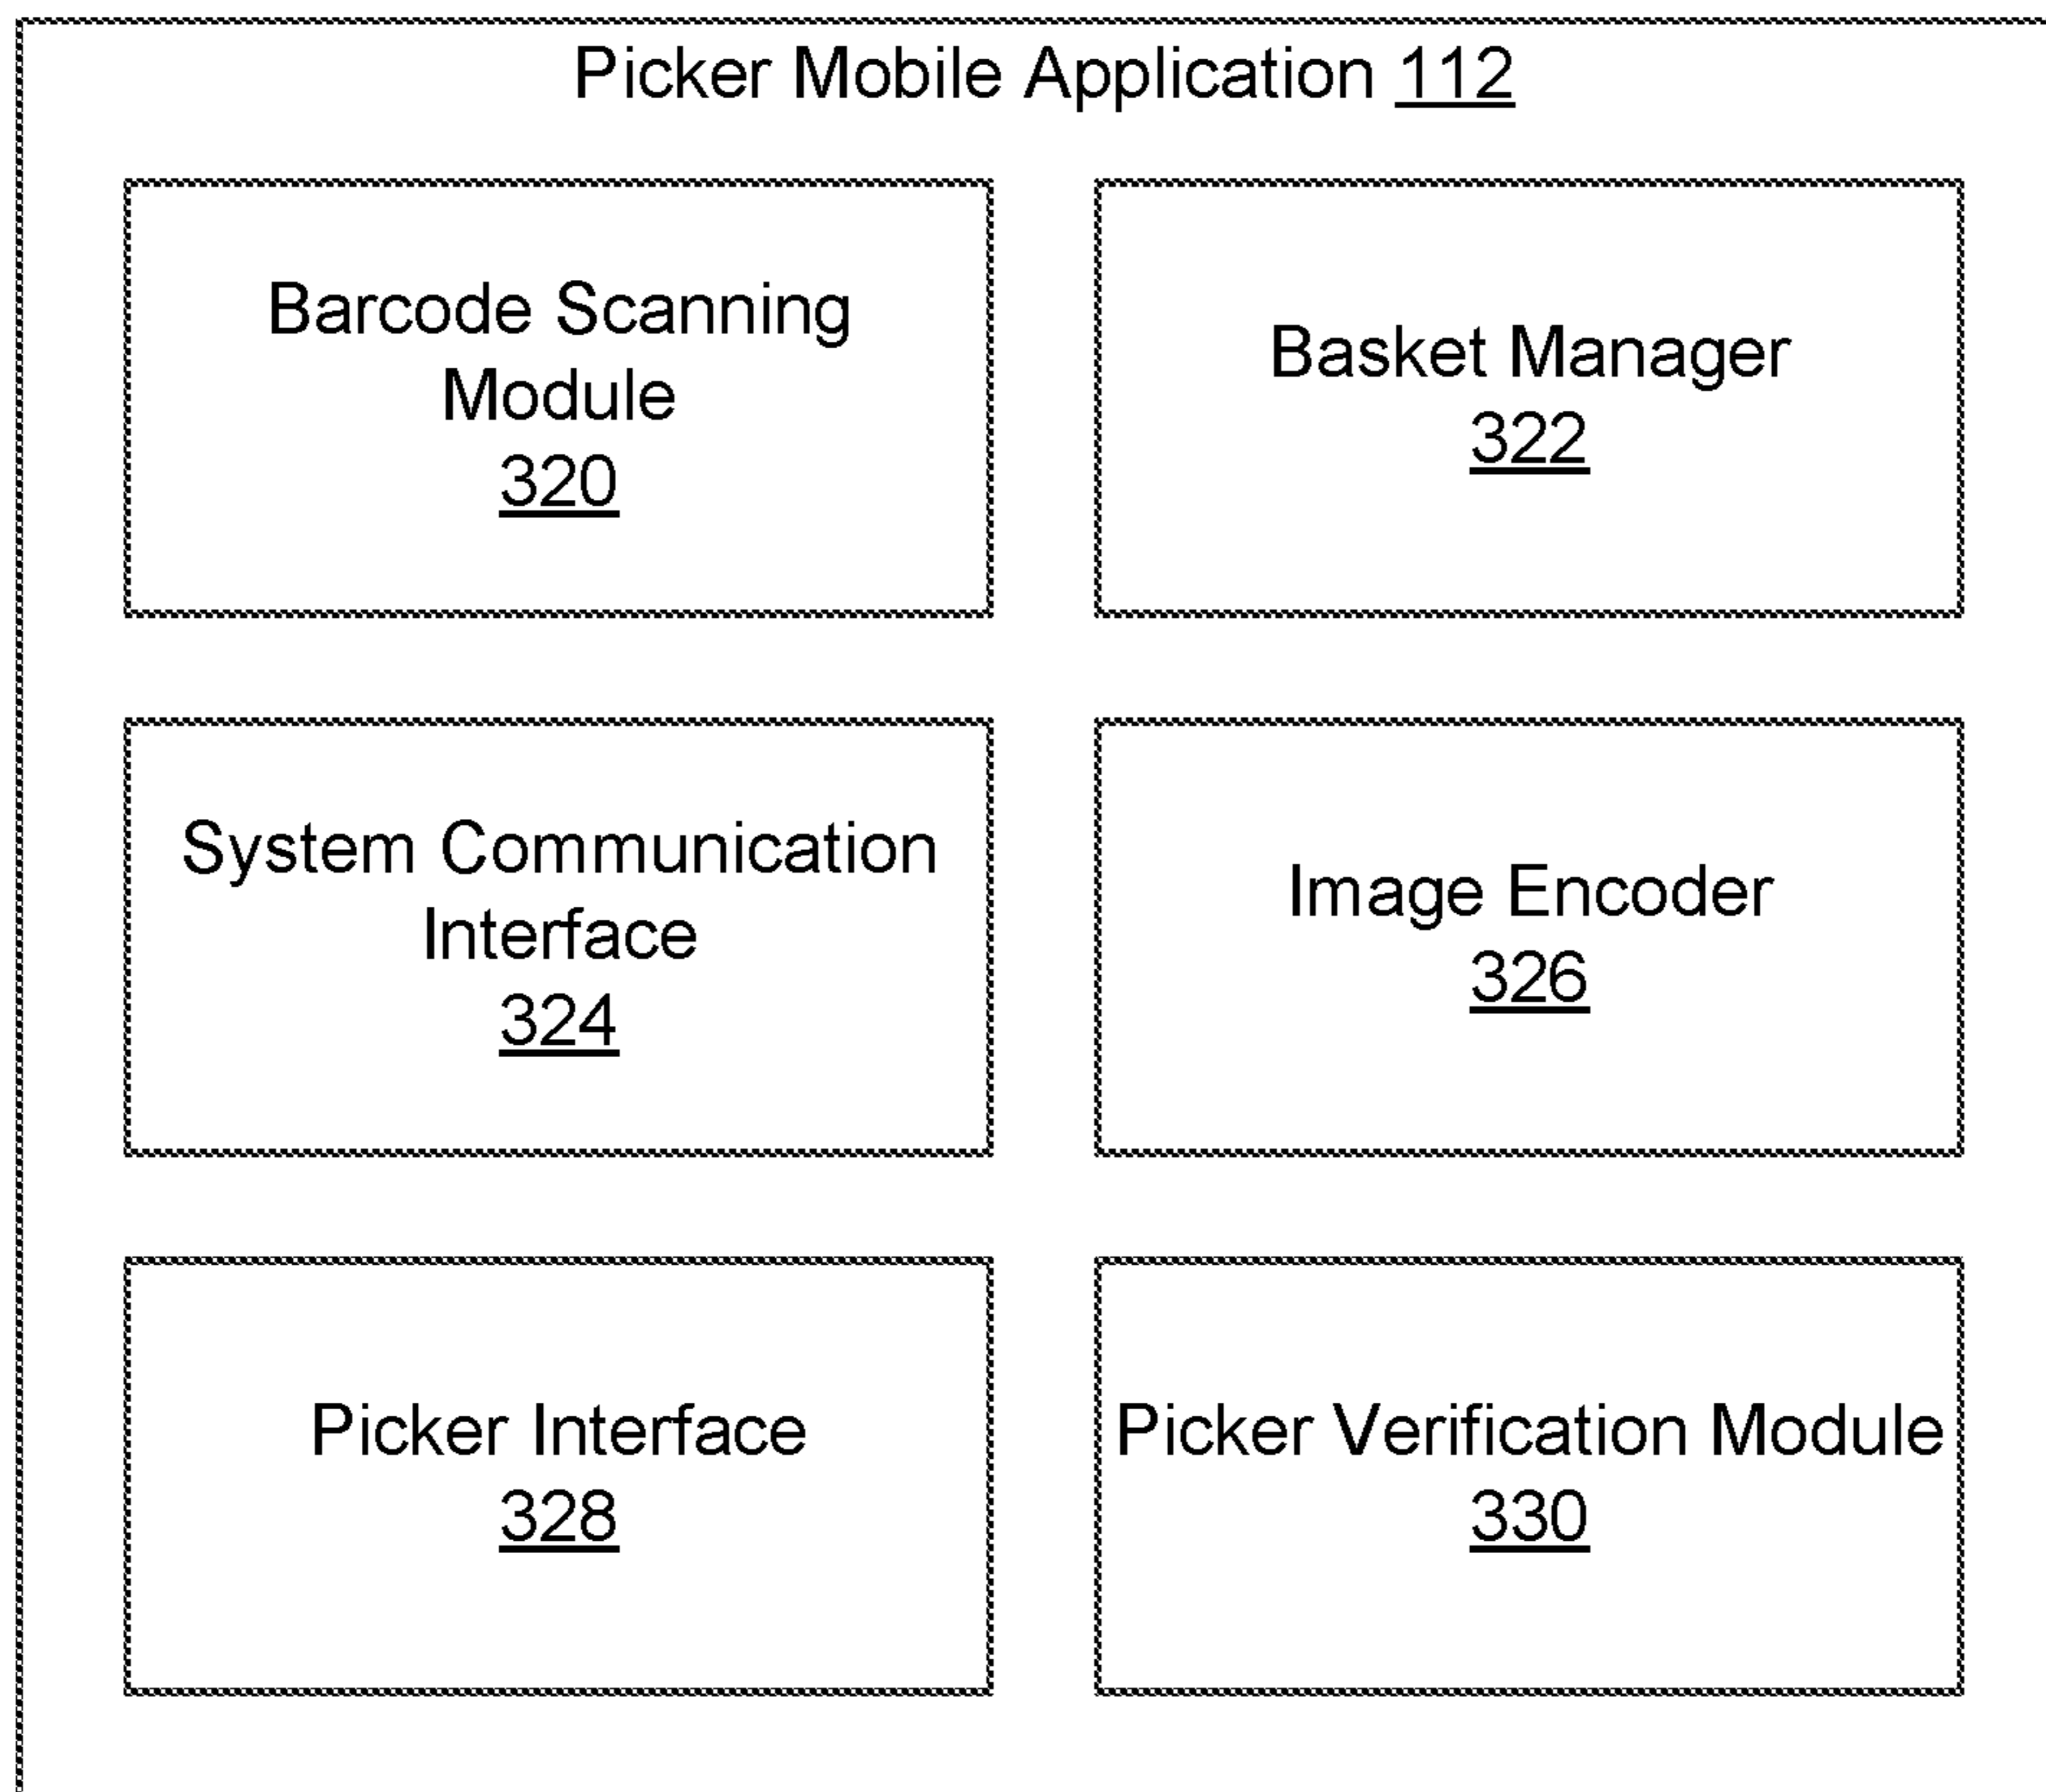 Picker Mobile Application 112
Barcode Scanning
Module
320
Basket Manager
322
System Communication
Interface
324
Image Encoder
326
Picker Interface
328
Picker Verification Module
330